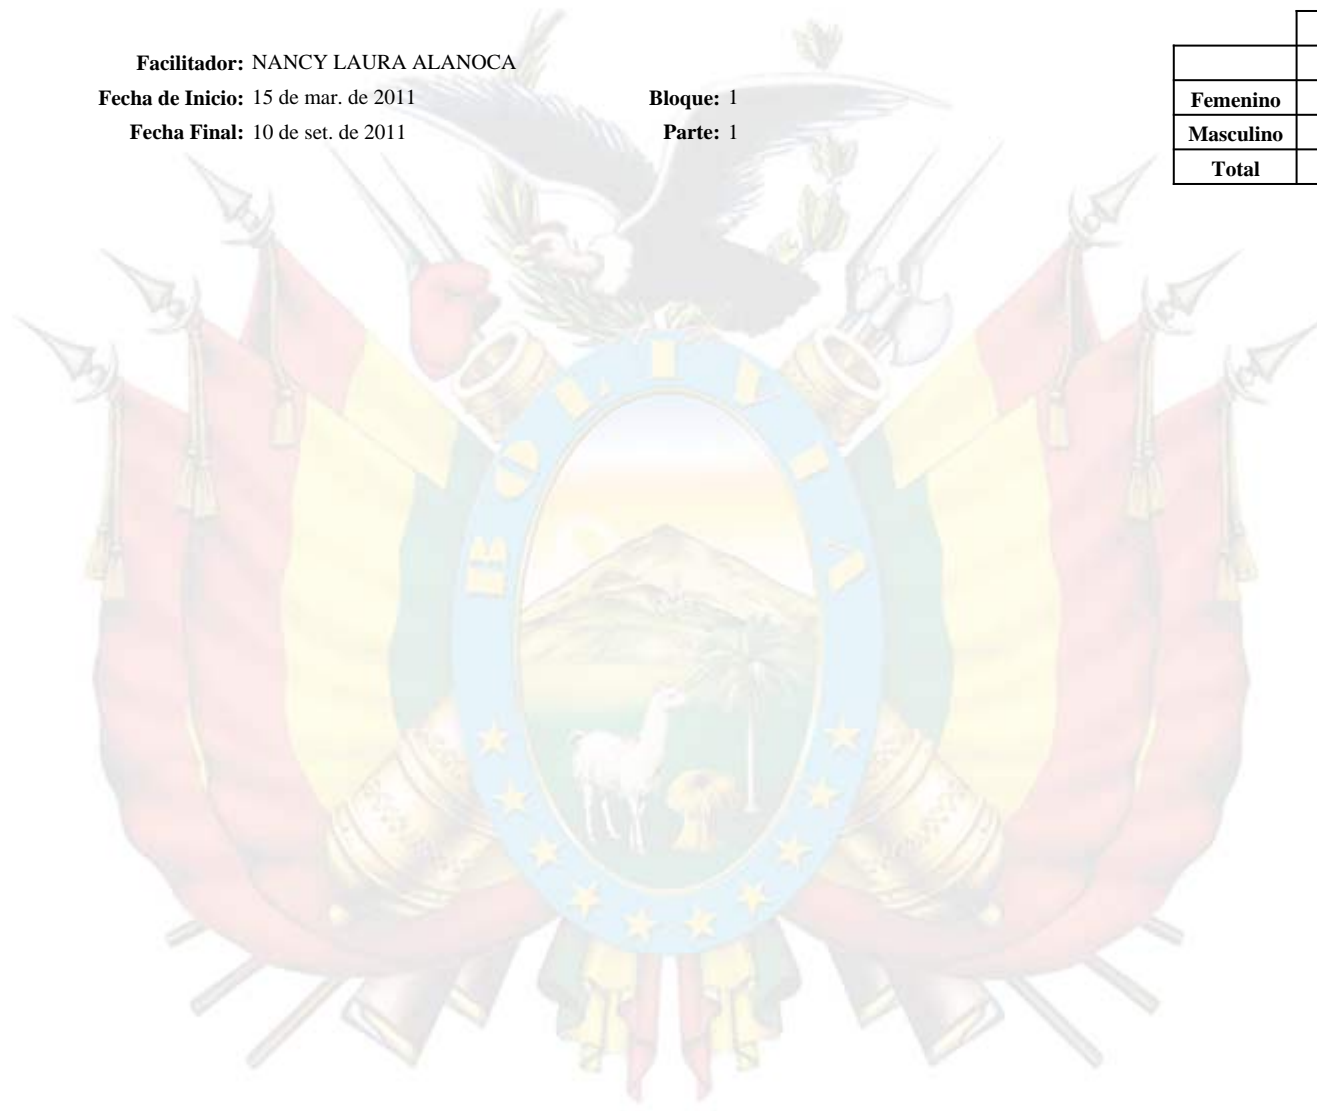 Facilitador: NANCY LAURA ALANOCA
Fecha de Inicio: 15 de mar. de 2011 Bloque: 1
Fecha Final: 10 de set. de 2011 Parte: 1
Femenino
Masculino
Total
BOLIVIA